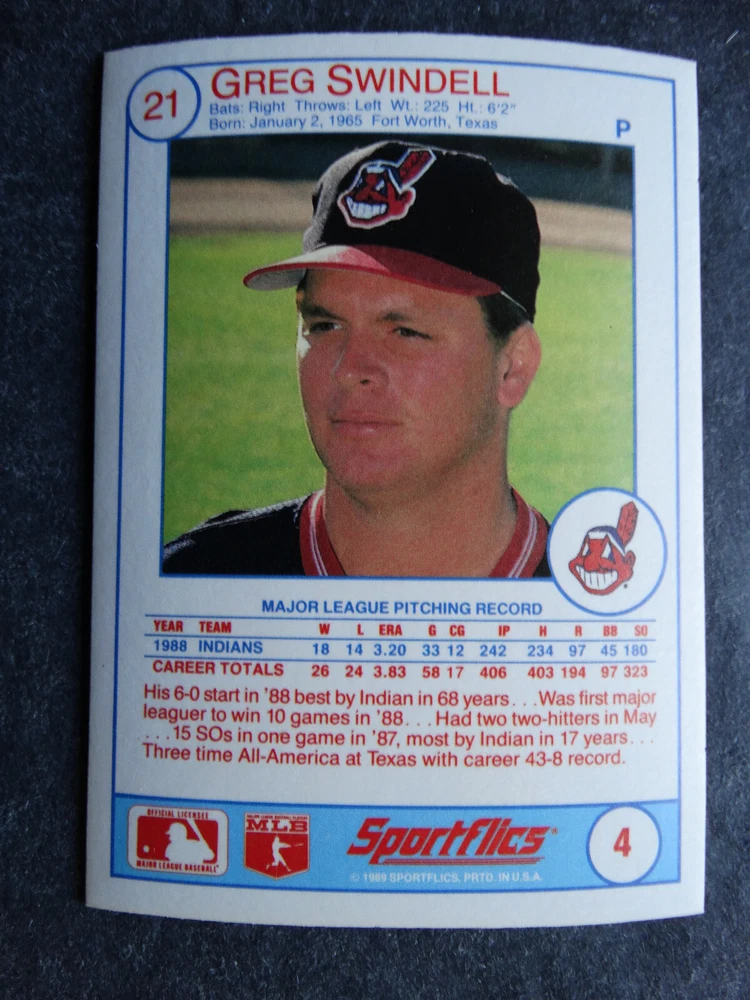 21
GREG SWINDELL
Bats: Right Throws: Left Wt.: 225 Ht.: 6'2"
Born: January 2, 1965 Fort Worth, Texas
P
MAJOR LEAGUE PITCHING RECORD
YEAR TEAM W L ERA G CG IP H R BB SO
1988 INDIANS 18 14 3.20 33 12 242 234 97 45 180
CAREER TOTALS 26 24 3.83 58 17 406 403 194 97 323
His 6-0 start in '88 best by Indian in 68 years. . .Was first major
leaguer to win 10 games in '88. . .Had two two-hitters in May
. . .15 SOs in one game in '87, most by Indian in 17 years. . .
Three time All-America at Texas with career 43-8 record.
OFFICIAL LICENSEE
MAJOR LEAGUE BASEBALL
MLB
Sportflics
© 1989 SPORTFLICS, PRTD. IN U.S.A.
4